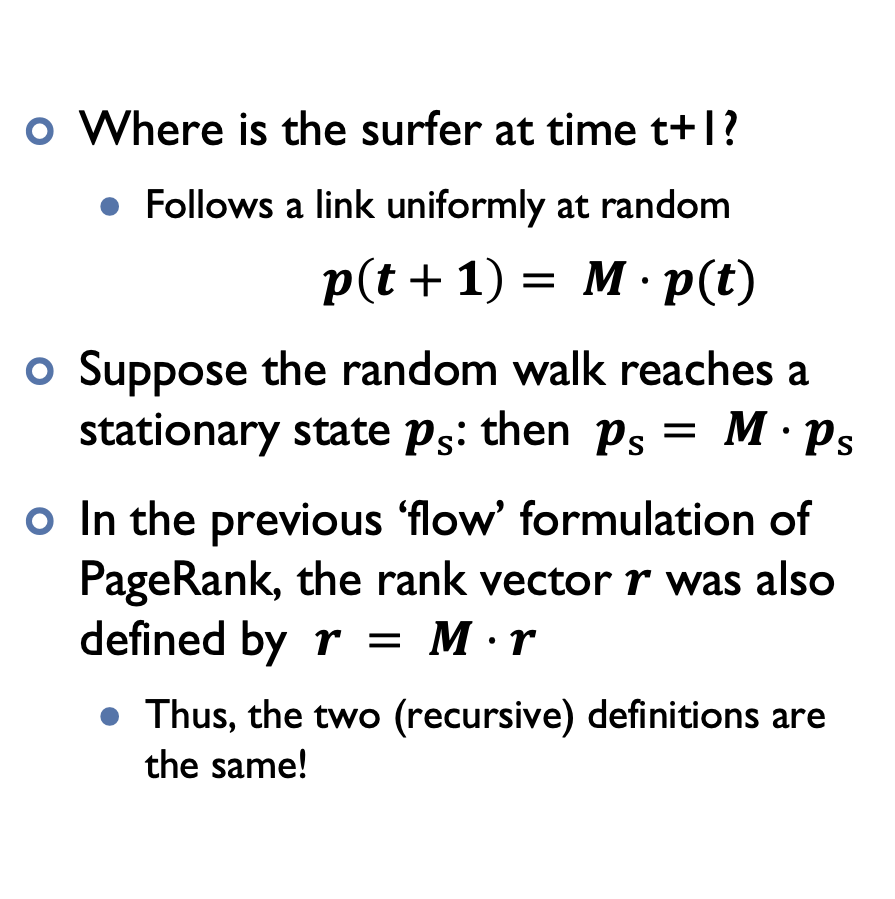 Where is the surfer at time t+1?
Follows a link uniformly at random
p(t + 1) = M · p(t)
Suppose the random walk reaches a
stationary state pₛ: then pₛ = M · pₛ
In the previous ‘flow’ formulation of
PageRank, the rank vector r was also
defined by r = M · r
Thus, the two (recursive) definitions are
the same!